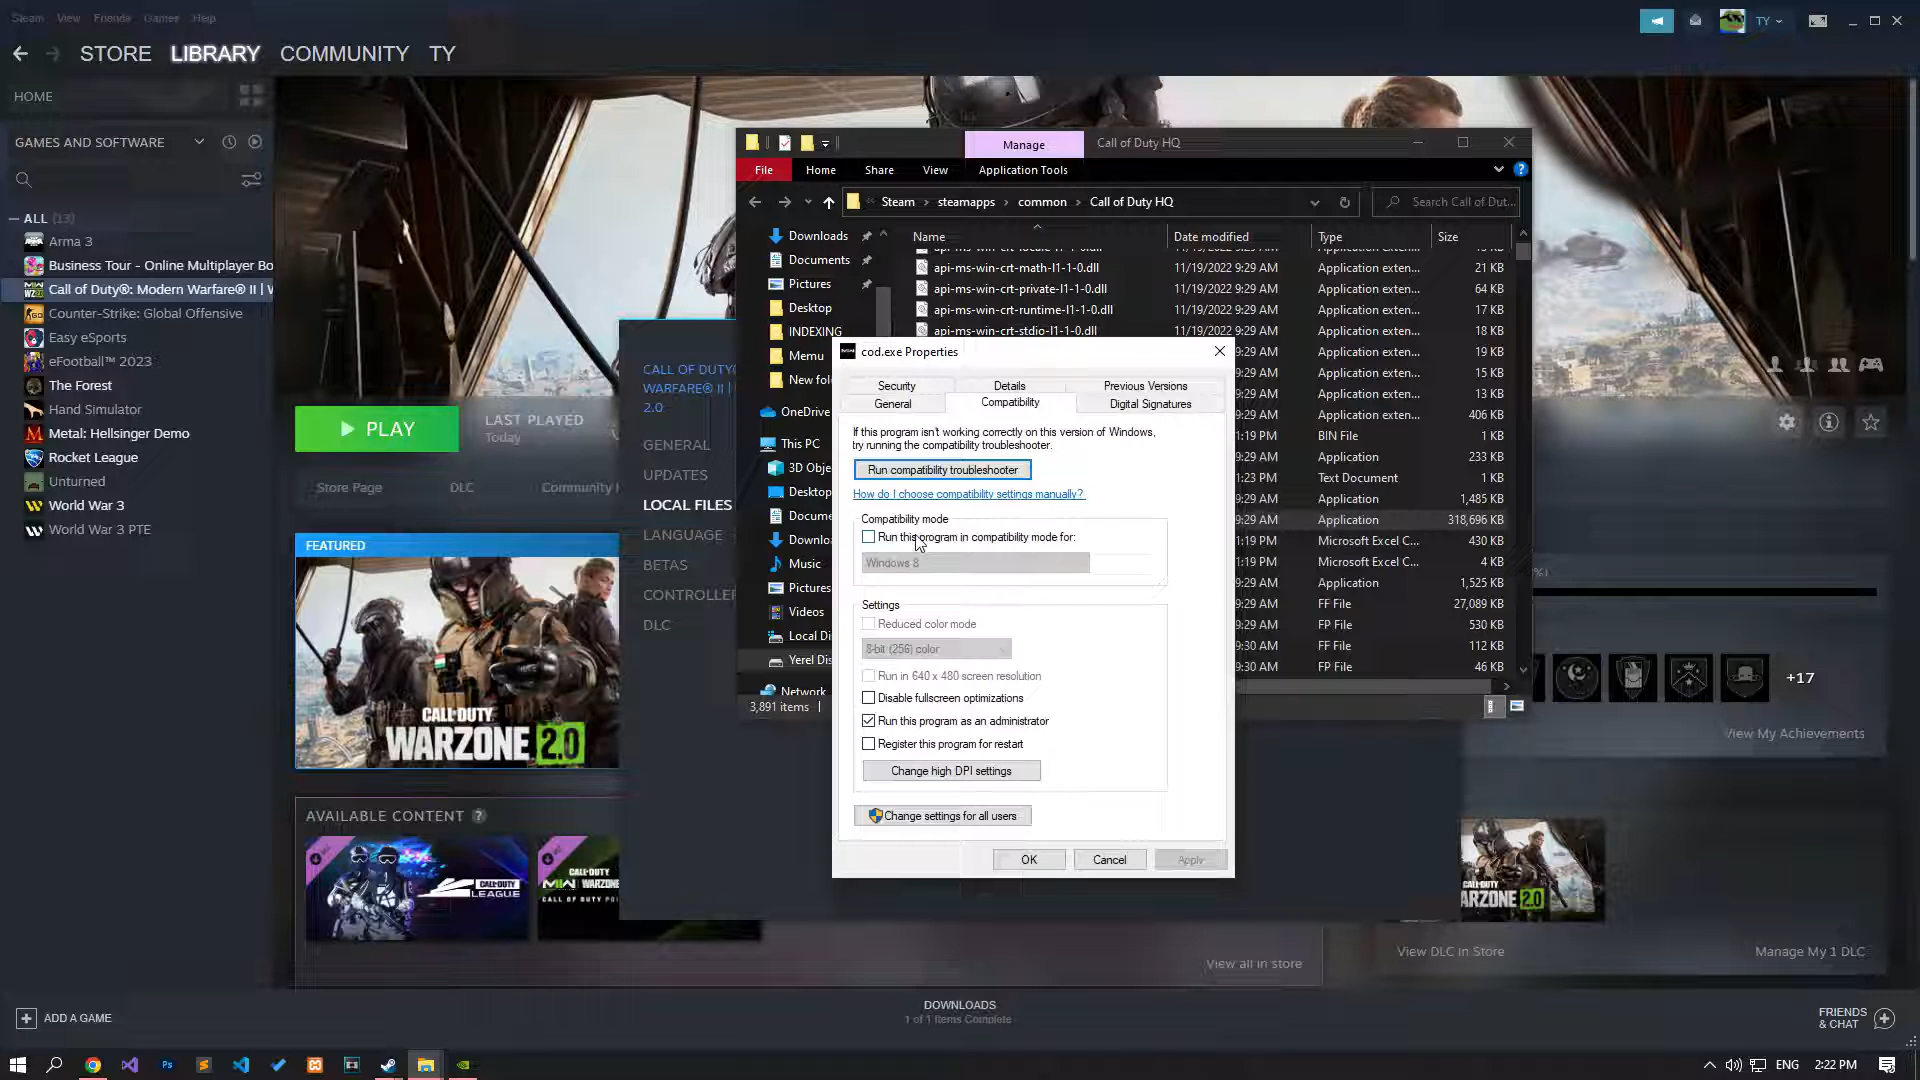 Steam View Friends Games Help
TY
STORE LIBRARY COMMUNITY TY
HOME
GAMES AND SOFTWARE
ALL (13)
Arma 3
Business Tour - Online Multiplayer Bo
Call of Duty®: Modern Warfare® II |
Counter-Strike: Global Offensive
Easy eSports
eFootball™ 2023
The Forest
Hand Simulator
Metal: Hellsinger Demo
Rocket League
Unturned
World War 3
World War 3 PTE
PLAY
LAST PLAYED
Today
Store Page DLC Community
FEATURED
CALL OF DUTY
WARZONE 2.0
AVAILABLE CONTENT ?
CALL OF DUTY
LEAGUE
View all in store
CALL OF DUTY
WARFARE® II |
2.0
GENERAL
UPDATES
LOCAL FILES
LANGUAGE
BETAS
CONTROLLER
DLC
Manage Call of Duty HQ
File Home Share View Application Tools
Steam steamapps common Call of Duty HQ
Search Call of Dut...
Downloads
Documents
Pictures
Desktop
INDEXING
Memu
New fol
OneDrive
This PC
3D Obje
Desktop
Docume
Downlo
Music
Pictures
Videos
Local Di
Yerel Dis
Network
3,891 items
Name Date modified Type Size
api-ms-win-crt-math-l1-1-0.dll 11/19/2022 9:29 AM Application exten... 21 KB
api-ms-win-crt-private-l1-1-0.dll 11/19/2022 9:29 AM Application exten... 64 KB
api-ms-win-crt-runtime-l1-1-0.dll 11/19/2022 9:29 AM Application exten... 17 KB
api-ms-win-crt-stdio-l1-1-0.dll 11/19/2022 9:29 AM Application exten... 18 KB
9:29 AM Application exten... 19 KB
9:29 AM Application exten... 15 KB
9:29 AM Application exten... 13 KB
9:29 AM Application exten... 406 KB
1:19 PM BIN File 1 KB
9:29 AM Application 233 KB
1:23 PM Text Document 1 KB
9:29 AM Application 1,485 KB
9:29 AM Application 318,696 KB
1:19 PM Microsoft Excel C... 430 KB
1:19 PM Microsoft Excel C... 4 KB
9:29 AM Application 1,525 KB
9:29 AM FF File 27,089 KB
9:29 AM FP File 530 KB
9:30 AM FF File 112 KB
9:30 AM FP File 46 KB
cod.exe Properties
Security Details Previous Versions
General Compatibility Digital Signatures
If this program isn't working correctly on this version of Windows,
try running the compatibility troubleshooter.
Run compatibility troubleshooter
How do I choose compatibility settings manually?
Compatibility mode
Run this program in compatibility mode for:
Windows 8
Settings
Reduced color mode
8-bit (256) color
Run in 640 x 480 screen resolution
Disable fullscreen optimizations
Run this program as an administrator
Register this program for restart
Change high DPI settings
Change settings for all users
OK Cancel Apply
+17
View My Achievements
View DLC in Store Manage My 1 DLC
ADD A GAME
DOWNLOADS
1 of 1 Items Complete
FRIENDS
& CHAT
ENG 2:22 PM